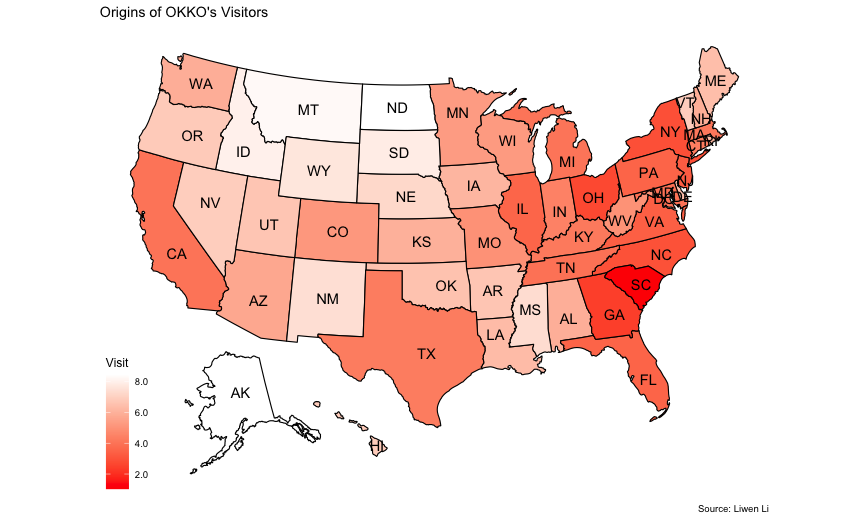 Origins of OKKO's Visitors
WA
MT
ND
MN
ME
VT
NH
OR
ID
SD
WI
NY
MA
CT
RI
MI
WY
PA
NJ
NE
IA
OH
MD
DE
DC
NV
IL
IN
WV
VA
UT
CO
KS
MO
KY
CA
NC
TN
OK
AR
SC
AZ
NM
MS
AL
GA
LA
TX
FL
AK
HI
Visit
8.0
6.0
4.0
2.0
Source: Liwen Li